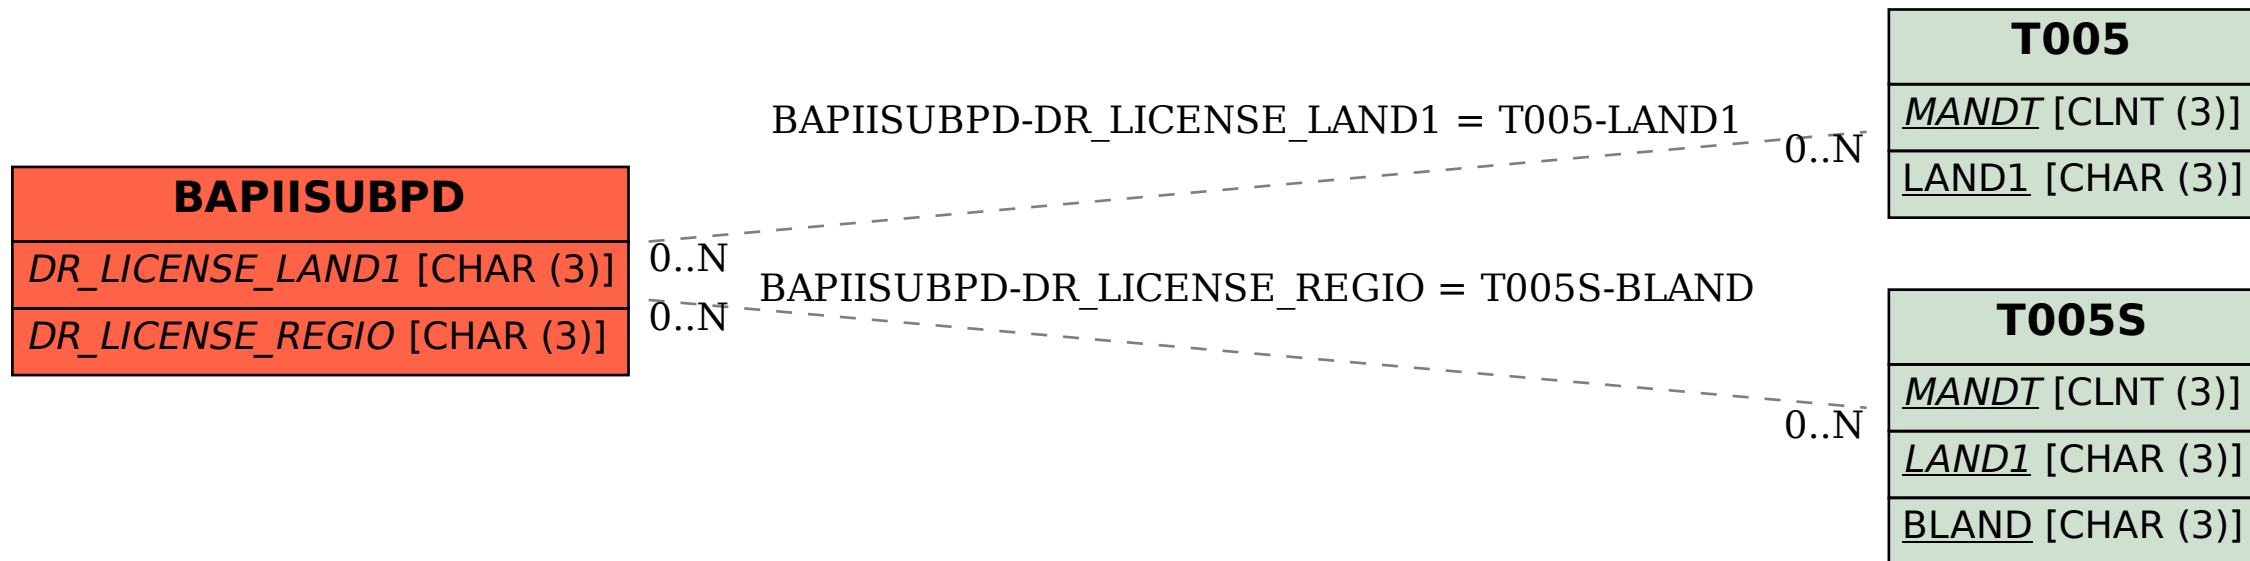 BAPIISUBPD
DR_LICENSE_LAND1 [CHAR (3)]
DR_LICENSE_REGIO [CHAR (3)]
BAPIISUBPD-DR_LICENSE_LAND1 = T005-LAND1
0..N
0..N
BAPIISUBPD-DR_LICENSE_REGIO = T005S-BLAND
0..N
0..N
T005
MANDT [CLNT (3)]
LAND1 [CHAR (3)]
T005S
MANDT [CLNT (3)]
LAND1 [CHAR (3)]
BLAND [CHAR (3)]